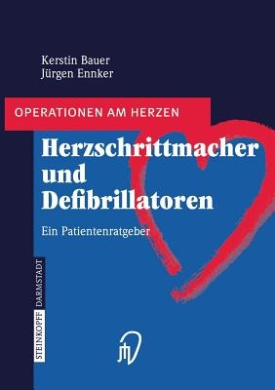 Kerstin Bauer
Jürgen Ennker
OPERATIONEN AM HERZEN
Herzschrittmacher
und
Defibrillatoren
Ein Patientenratgeber
STEINKOPFF
DARMSTADT